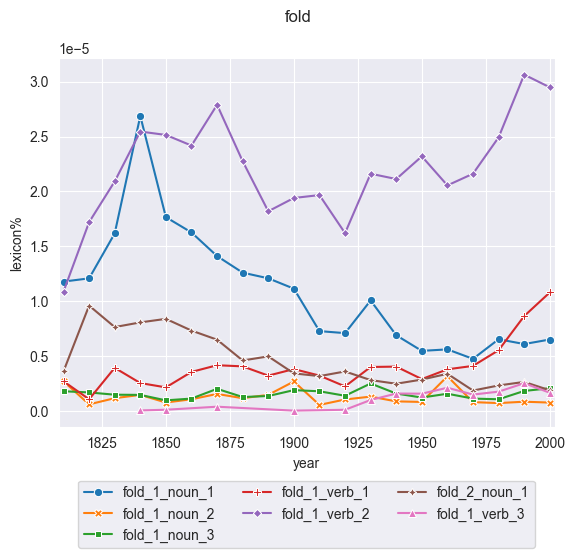 fold
1e−5
3.0
2.5
2.0
1.5
1.0
0.5
0.0
lexicon%
1825 1850 1875 1900 1925 1950 1975 2000
year
fold_1_noun_1 fold_1_verb_1 fold_2_noun_1
fold_1_noun_2 fold_1_verb_2 fold_1_verb_3
fold_1_noun_3